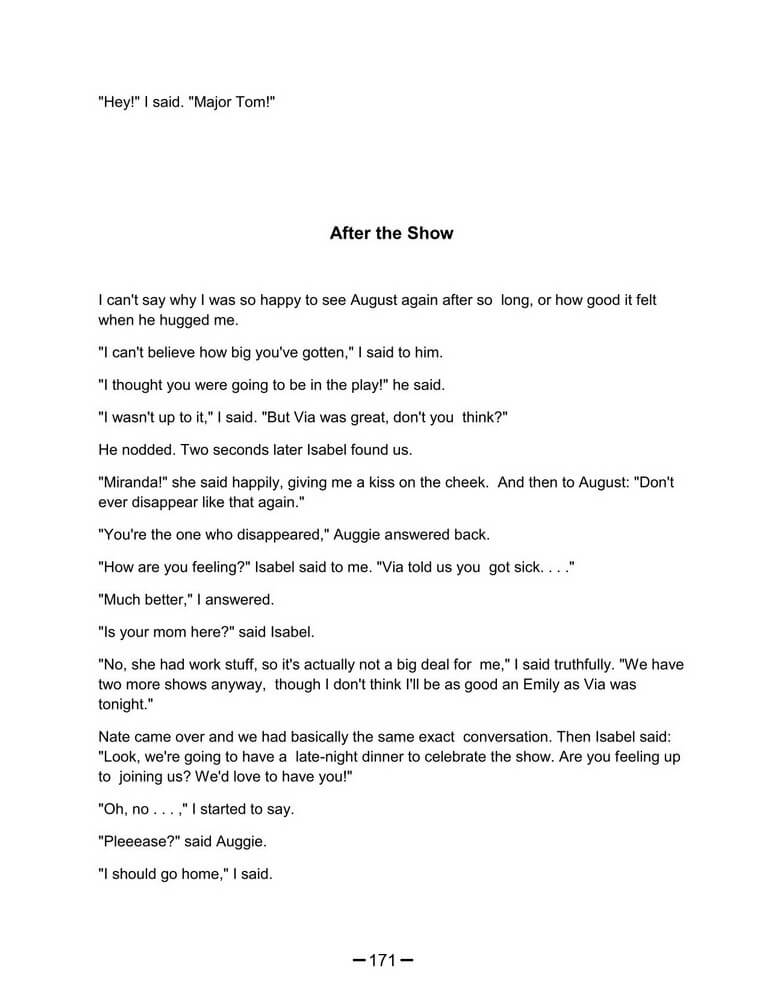 "Hey!" I said. "Major Tom!"
After the Show
I can't say why I was so happy to see August again after so long, or how good it felt
when he hugged me.
"I can't believe how big you've gotten," I said to him.
"I thought you were going to be in the play!" he said.
"I wasn't up to it," I said. "But Via was great, don't you think?"
He nodded. Two seconds later Isabel found us.
"Miranda!" she said happily, giving me a kiss on the cheek. And then to August: "Don't
ever disappear like that again."
"You're the one who disappeared," Auggie answered back.
"How are you feeling?" Isabel said to me. "Via told us you got sick. . . ."
"Much better," I answered.
"Is your mom here?" said Isabel.
"No, she had work stuff, so it's actually not a big deal for me," I said truthfully. "We have
two more shows anyway, though I don't think I'll be as good an Emily as Via was
tonight."
Nate came over and we had basically the same exact conversation. Then Isabel said:
"Look, we're going to have a late-night dinner to celebrate the show. Are you feeling up
to joining us? We'd love to have you!"
"Oh, no . . . ," I started to say.
"Pleeease?" said Auggie.
"I should go home," I said.
—171—